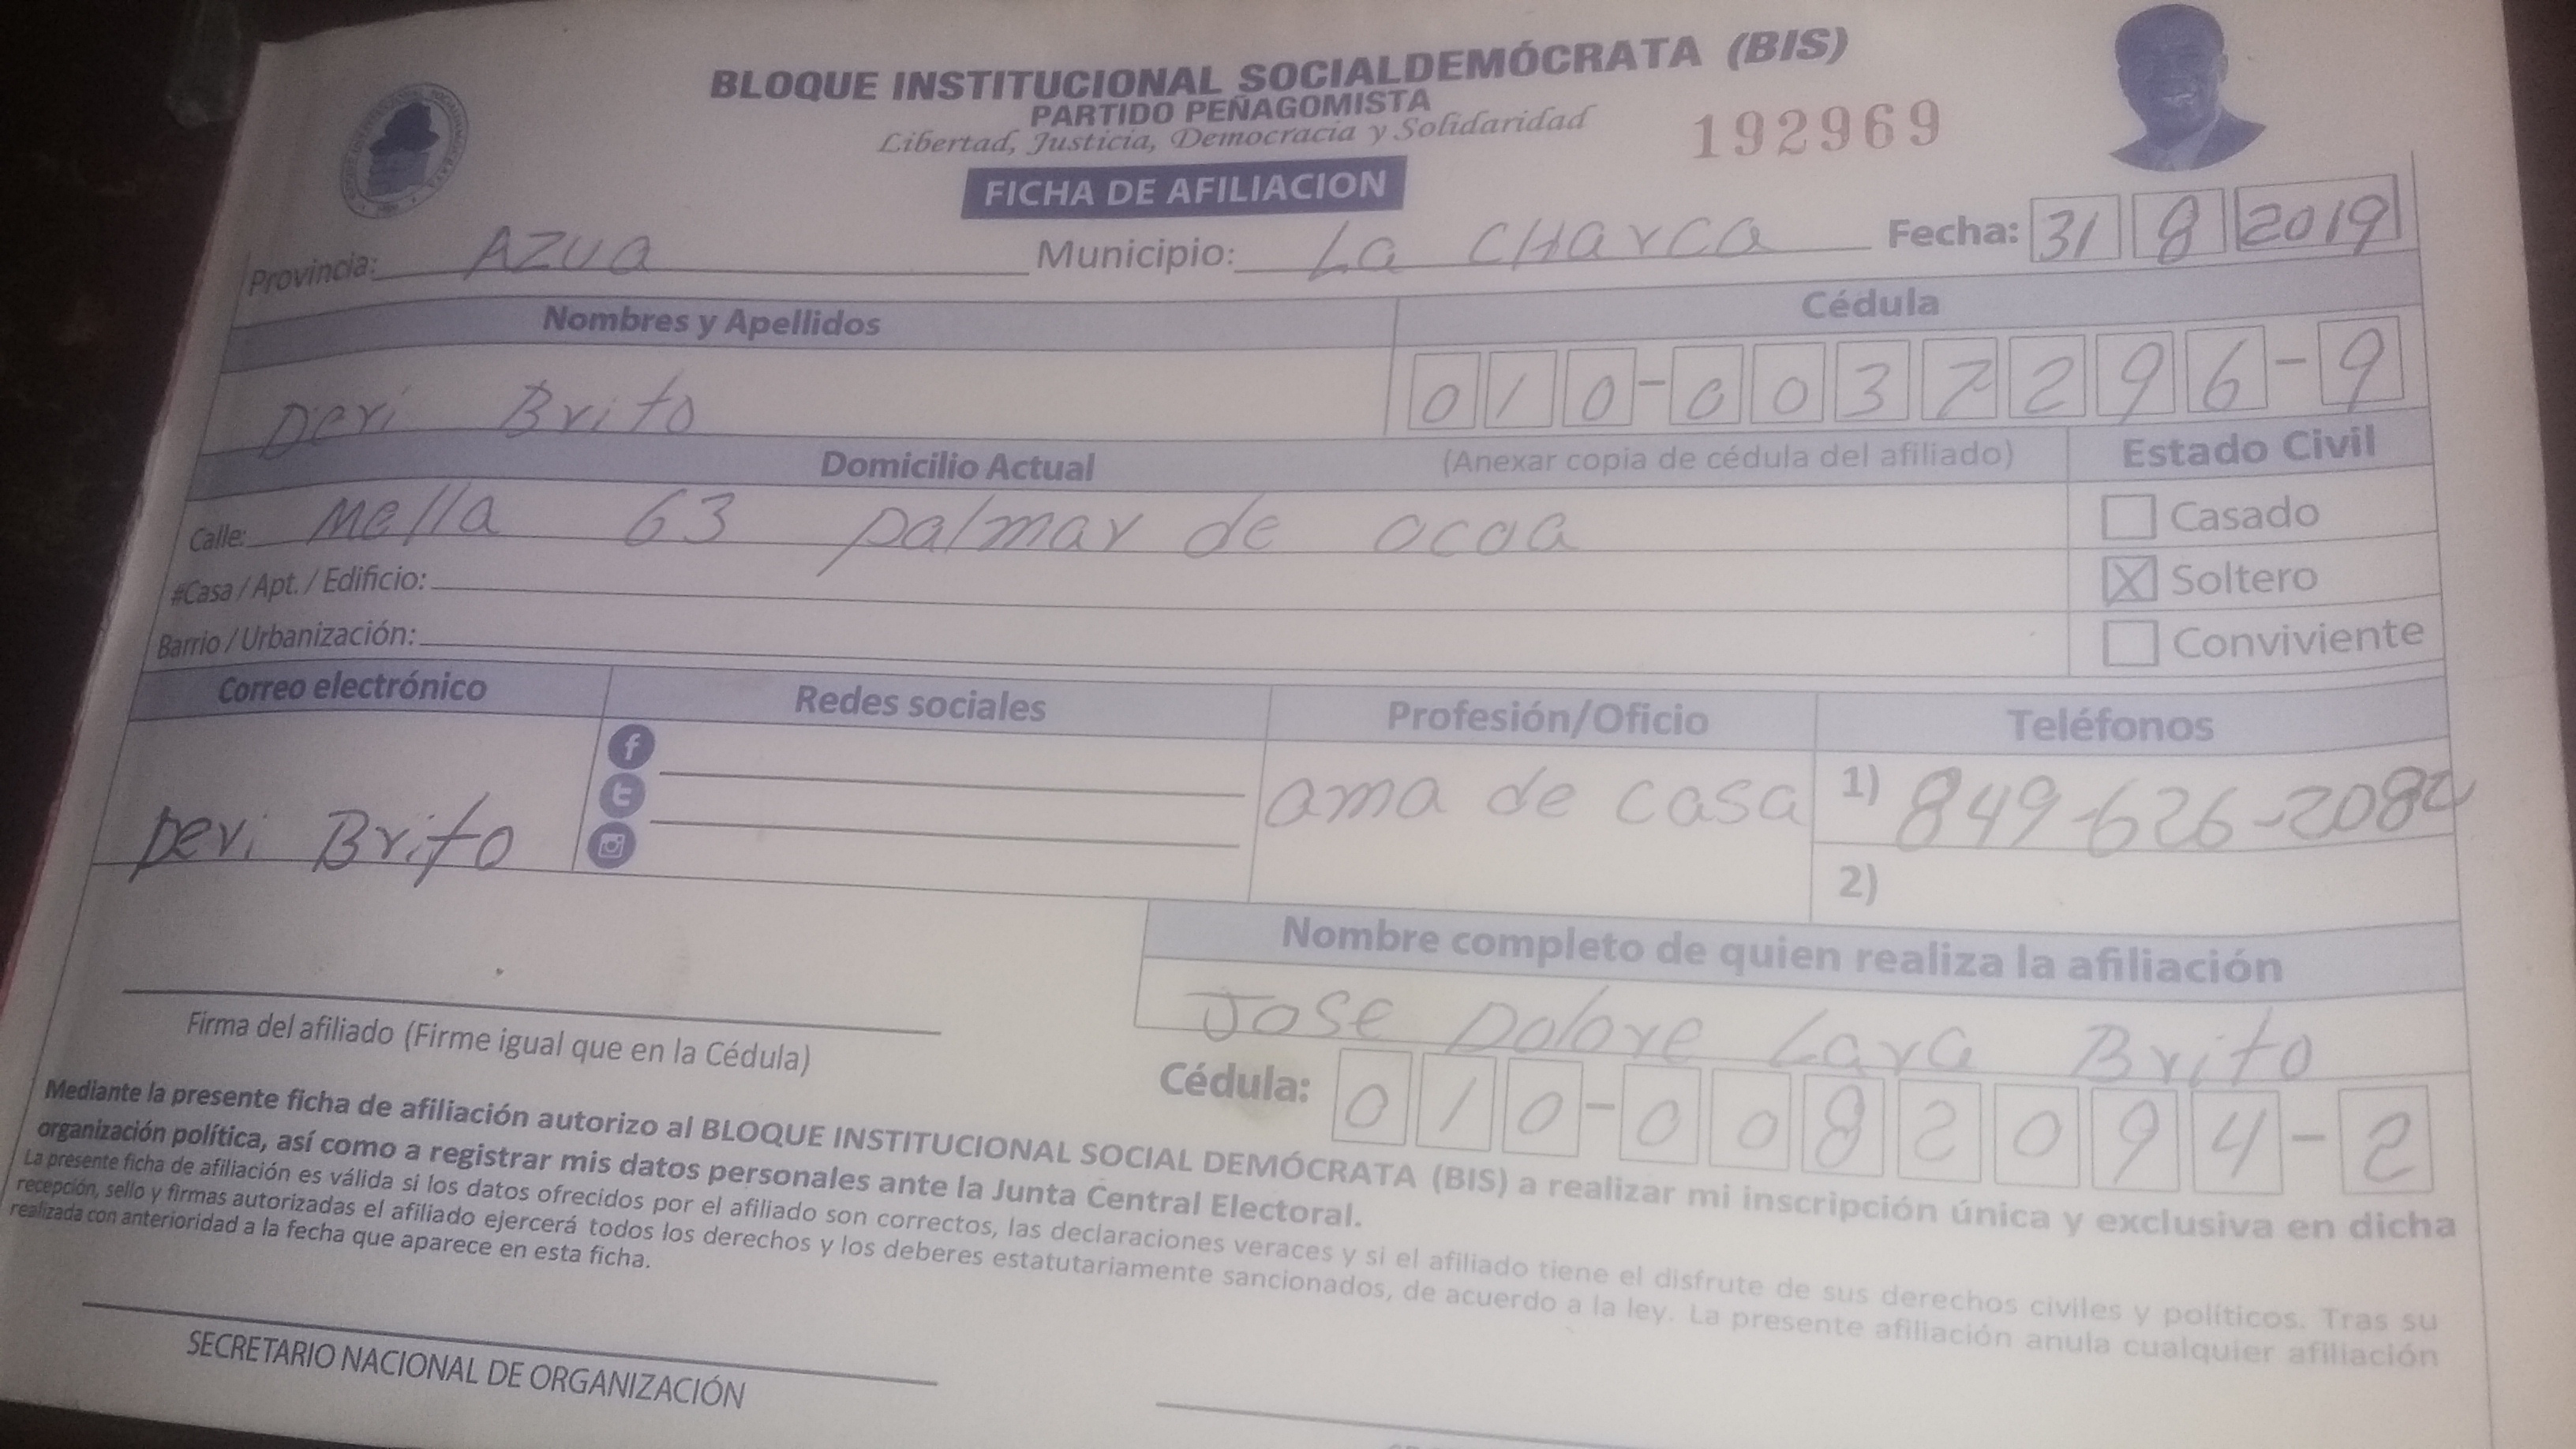 BLOQUE INSTITUCIONAL SOCIALDEMÓCRATA (BIS)
PARTIDO PEÑAGOMISTA
Libertad, Justicia, Democracia y Solidaridad
192969
FICHA DE AFILIACION
Provincia: AZUA Municipio: La CHarca Fecha: 31 8 2019
Nombres y Apellidos Cédula
Deri Brito 010-0037296-9
Domicilio Actual (Anexar copia de cédula del afiliado) Estado Civil
Calle: Mella 63 palmar de ocoa
Casado
#Casa / Apt. / Edificio:
X Soltero
Barrio / Urbanización:
Conviviente
Correo electrónico Redes sociales Profesión/Oficio Teléfonos
Deri Brito ama de casa 1) 849-626-208
2)
Nombre completo de quien realiza la afiliación
Jose Dolore Lara Brito
Firma del afiliado (Firme igual que en la Cédula)
Cédula: 010-0082094-2
Mediante la presente ficha de afiliación autorizo al BLOQUE INSTITUCIONAL SOCIAL DEMÓCRATA (BIS) a realizar mi inscripción única y exclusiva en dicha
organización política, así como a registrar mis datos personales ante la Junta Central Electoral.
La presente ficha de afiliación es válida si los datos ofrecidos por el afiliado son correctos, las declaraciones veraces y si el afiliado tiene el disfrute de sus derechos civiles y políticos. Tras su
recepción, sello y firmas autorizadas el afiliado ejercerá todos los derechos y los deberes estatutariamente sancionados, de acuerdo a la ley. La presente afiliación anula cualquier afiliación
realizada con anterioridad a la fecha que aparece en esta ficha.
SECRETARIO NACIONAL DE ORGANIZACIÓN